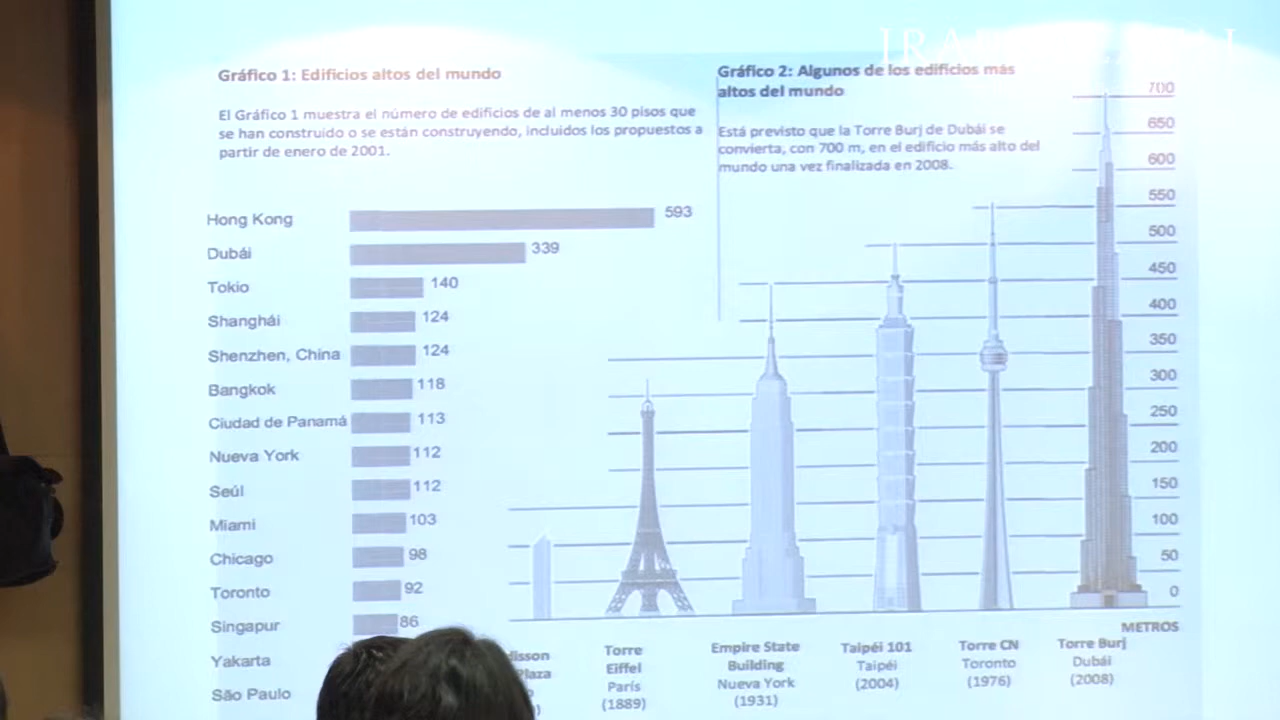 Gráfico 1: Edificios altos del mundo
El Gráfico 1 muestra el número de edificios de al menos 30 pisos que
se han construido o se están construyendo, incluidos los propuestos a
partir de enero de 2001.
Hong Kong 593
Dubái 339
Tokio 140
Shanghái 124
Shenzhen, China 124
Bangkok 118
Ciudad de Panamá 113
Nueva York 112
Seúl 112
Miami 103
Chicago 98
Toronto 92
Singapur 86
Yakarta
São Paulo
Gráfico 2: Algunos de los edificios más
altos del mundo
Está previsto que la Torre Burj de Dubái se
convierta, con 700 m, en el edificio más alto del
mundo una vez finalizada en 2008.
700
650
600
550
500
450
400
350
300
250
200
150
100
50
0
METROS
Plaza
Torre
Eiffel
París
(1889)
Empire State
Building
Nueva York
(1931)
Taipéi 101
Taipéi
(2004)
Torre CN
Toronto
(1976)
Torre Burj
Dubái
(2008)